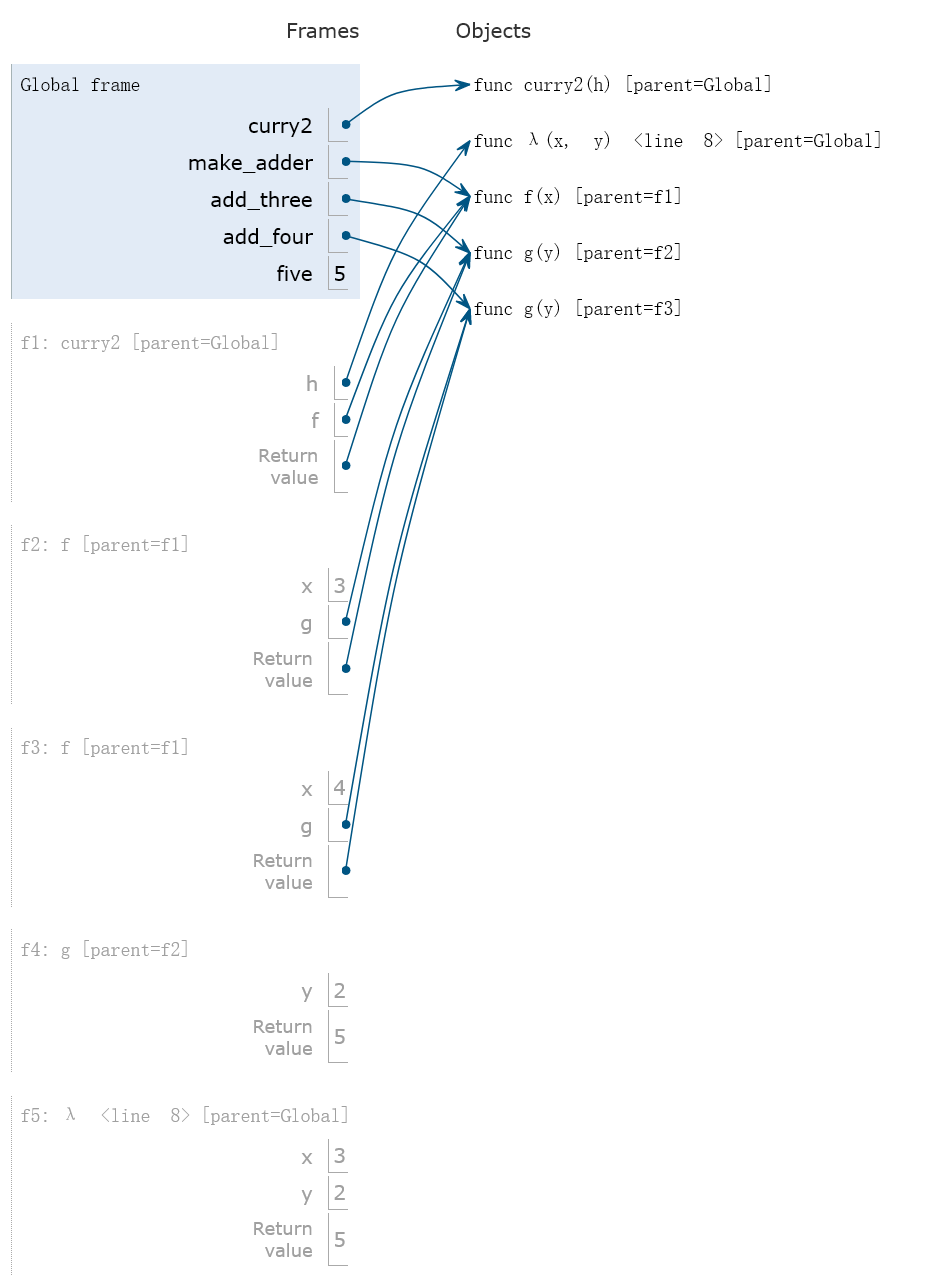 Frames Objects
Global frame
curry2
make_adder
add_three
add_four
five 5
func curry2(h) [parent=Global]
func λ(x, y) <line 8> [parent=Global]
func f(x) [parent=f1]
func g(y) [parent=f2]
func g(y) [parent=f3]
f1: curry2 [parent=Global]
h
f
Return
value
f2: f [parent=f1]
x 3
g
Return
value
f3: f [parent=f1]
x 4
g
Return
value
f4: g [parent=f2]
y 2
Return
value 5
f5: λ <line 8> [parent=Global]
x 3
y 2
Return
value 5